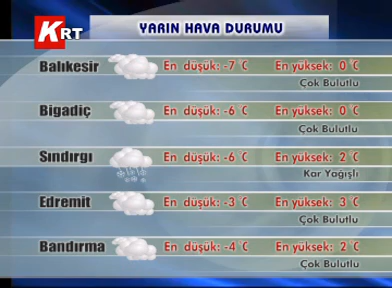 KRT
YARIN HAVA DURUMU
Balıkesir En düşük: -7 °C En yüksek: 0 °C
Çok Bulutlu
Bigadiç En düşük: -6 °C En yüksek: 0 °C
Çok Bulutlu
Sındırgı En düşük: -6 °C En yüksek: 2 °C
Kar Yağışlı
Edremit En düşük: -3 °C En yüksek: 3 °C
Çok Bulutlu
Bandırma En düşük: -4 °C En yüksek: 2 °C
Çok Bulutlu